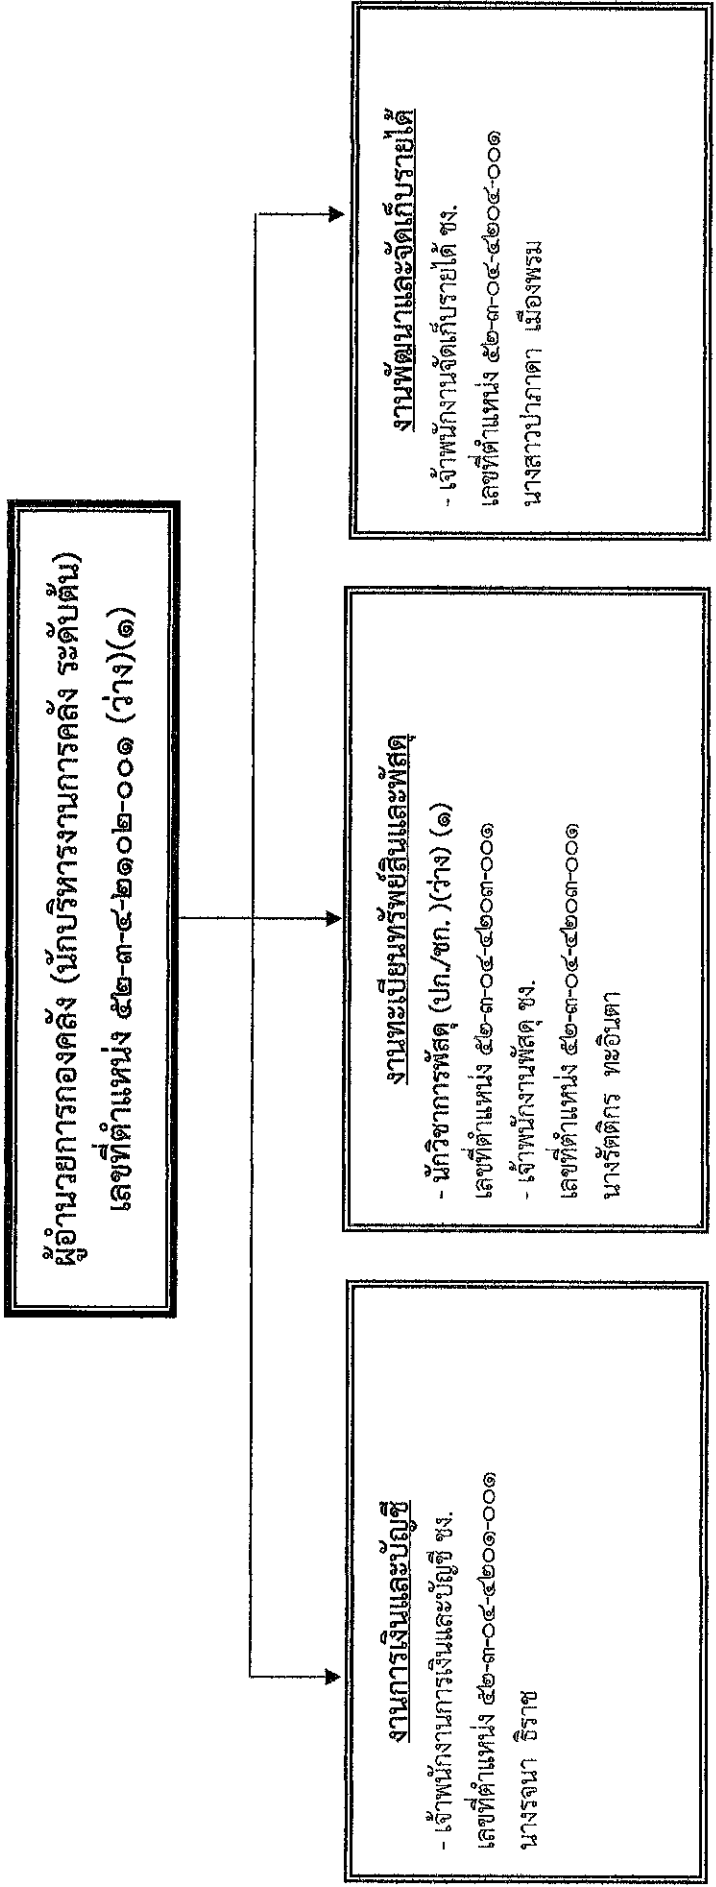 ผู้อำนวยการกองคลัง (นักบริหารงานการคลัง ระดับต้น)
เลขที่ตำแหน่ง ๕๒-๓-๔-๒๑๐๒-๐๐๑ (ว่าง)(๑)
งานการเงินและบัญชี
- เจ้าพนักงานการเงินและบัญชี ชง.
เลขที่ตำแหน่ง ๕๒-๓-๐๔-๔๒๐๑-๐๐๑
นางรจนา ธิราช
งานทะเบียนทรัพย์สินและพัสดุ
- นักวิชาการพัสดุ (ปก./ชก. )(ว่าง) (๑)
เลขที่ตำแหน่ง ๕๒-๓-๐๔-๔๒๐๓-๐๐๑
- เจ้าพนักงานพัสดุ ชง.
เลขที่ตำแหน่ง ๕๒-๓-๐๔-๔๒๐๓-๐๐๑
นางรัตติกร ทะอินตา
งานพัฒนาและจัดเก็บรายได้
- เจ้าพนักงานจัดเก็บรายได้ ชง.
เลขที่ตำแหน่ง ๕๒-๓-๐๔-๔๒๐๔-๐๐๑
นางสาวปาภาดา เมืองพรม